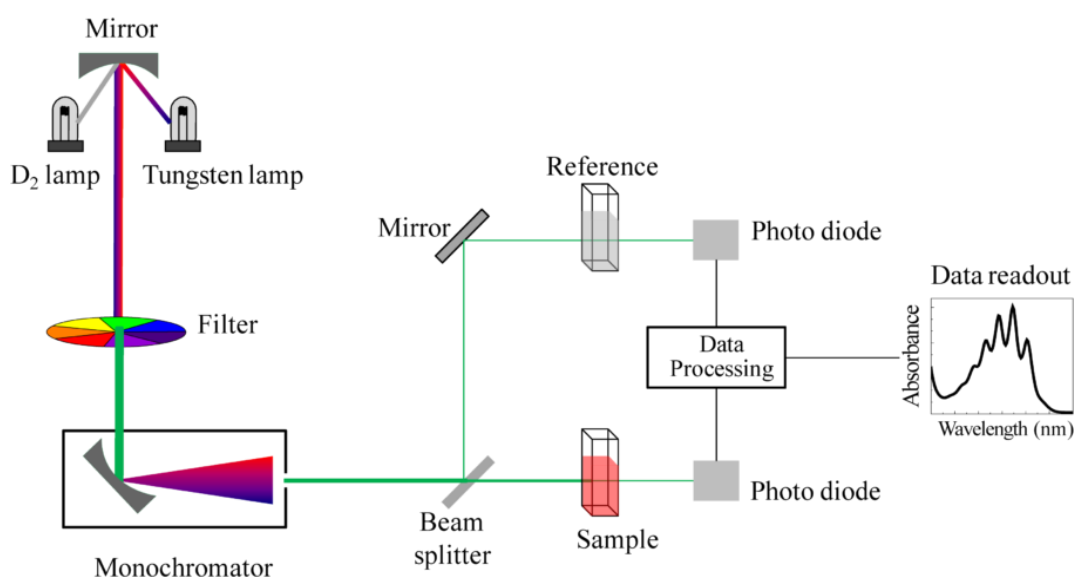 Mirror
D₂ lamp
Tungsten lamp
Filter
Monochromator
Mirror
Beam
splitter
Reference
Sample
Photo diode
Data
Processing
Photo diode
Data readout
Absorbance
Wavelength (nm)